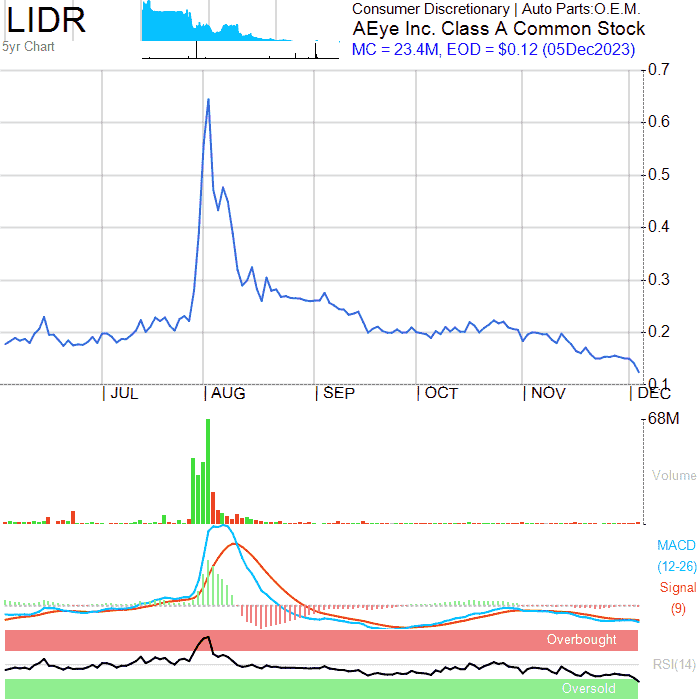 LIDR
5yr Chart
Consumer Discretionary | Auto Parts:O.E.M.
AEye Inc. Class A Common Stock
MC = 23.4M, EOD = $0.12 (05Dec2023)
0.7
0.6
0.5
0.4
0.3
0.2
0.1
| JUL | AUG | SEP | OCT | NOV | DEC
68M
Volume
MACD
(12-26)
Signal
(9)
Overbought
RSI(14)
Oversold